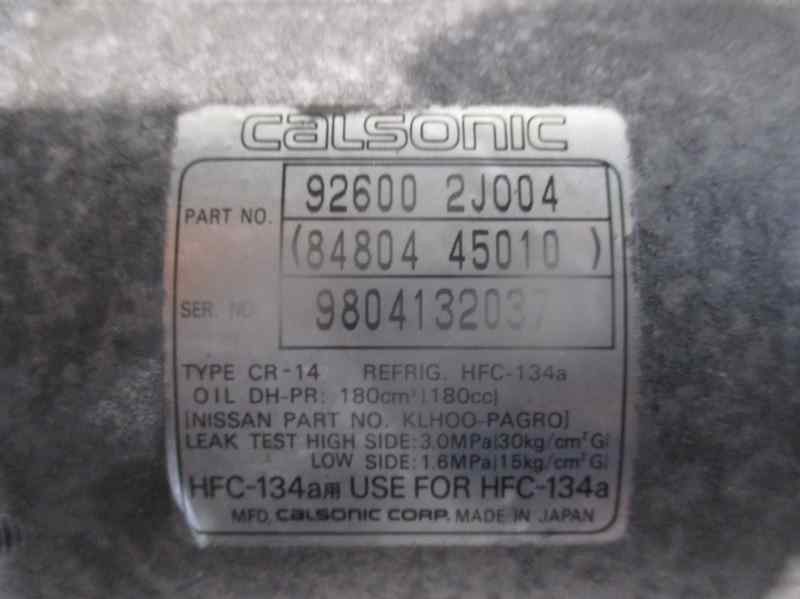 calsonic
PART NO. 92600 2J004
(84804 45010 )
SER. NO. 9804132037
TYPE CR-14 REFRIG. HFC-134a
OIL DH-PR: 180cm³[180cc]
[NISSAN PART NO. KLH00-PAGR0]
LEAK TEST HIGH SIDE: 3.0MPa[30kg/cm²G]
LOW SIDE: 1.6MPa[15kg/cm²G]
HFC-134a用 USE FOR HFC-134a
MFD. calsonic CORP. MADE IN JAPAN